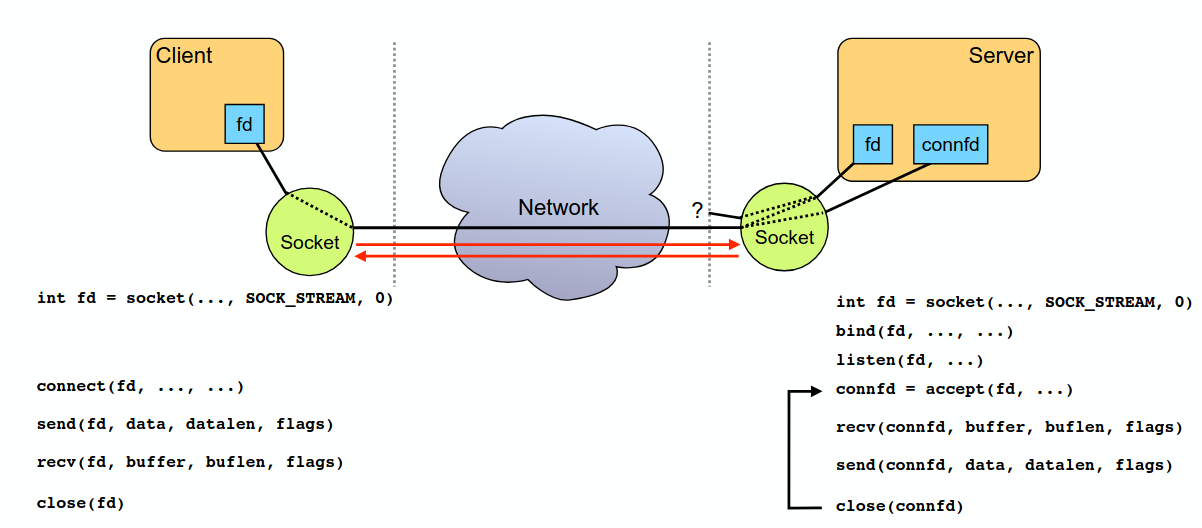 Client
Server
fd
fd
connfd
Network
?
Socket
Socket
int fd = socket(..., SOCK_STREAM, 0)
connect(fd, ..., ...)
send(fd, data, datalen, flags)
recv(fd, buffer, buflen, flags)
close(fd)
int fd = socket(..., SOCK_STREAM, 0)
bind(fd, ..., ...)
listen(fd, ...)
connfd = accept(fd, ...)
recv(connfd, buffer, buflen, flags)
send(connfd, data, datalen, flags)
close(connfd)